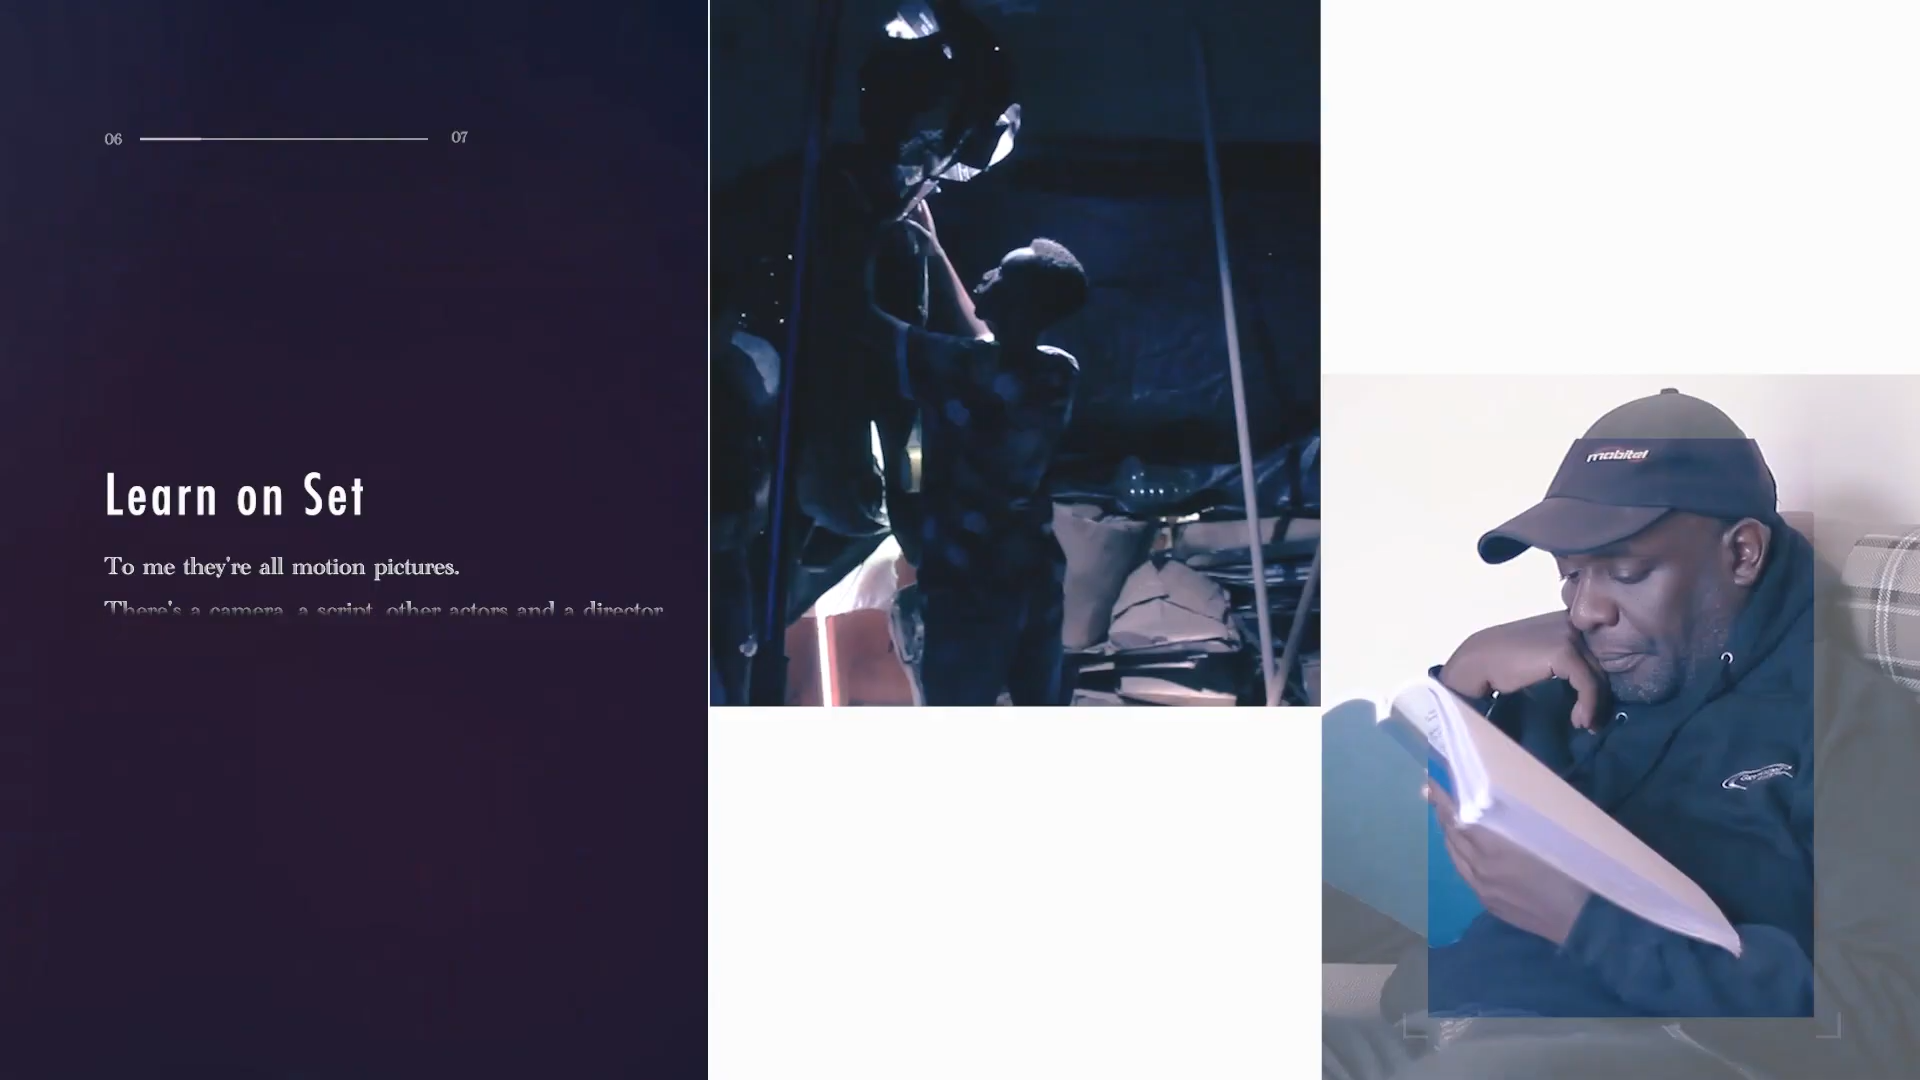 06
07
Learn on Set
To me they're all motion pictures.
There's a camera, a script, other actors and a director
mobitel